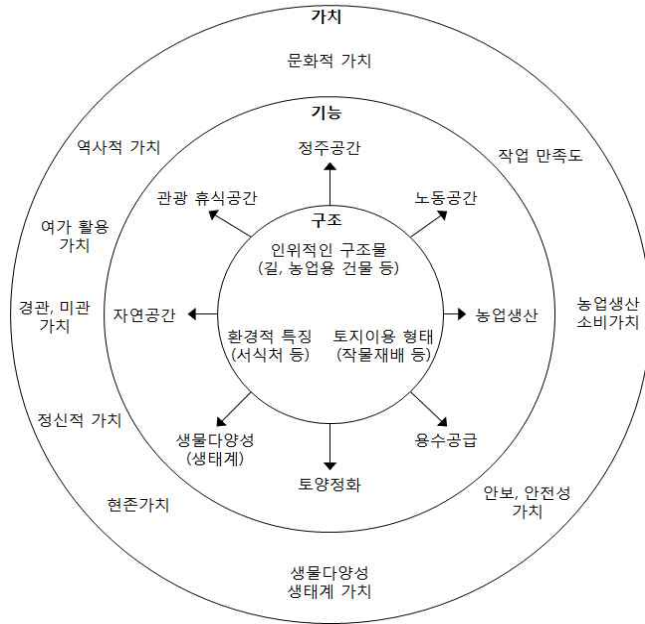 가치
문화적 가치
기능
역사적 가치
정주공간
작업 만족도
관광 휴식공간
노동공간
구조
여가 활용
가치
인위적인 구조물
(길, 농업용 건물 등)
경관, 미관
가치
자연공간
농업생산
농업생산
소비가치
환경적 특징
(서식처 등)
토지이용 형태
(작물재배 등)
정신적 가치
생물다양성
(생태계)
용수공급
토양정화
현존가치
안보, 안전성
가치
생물다양성
생태계 가치